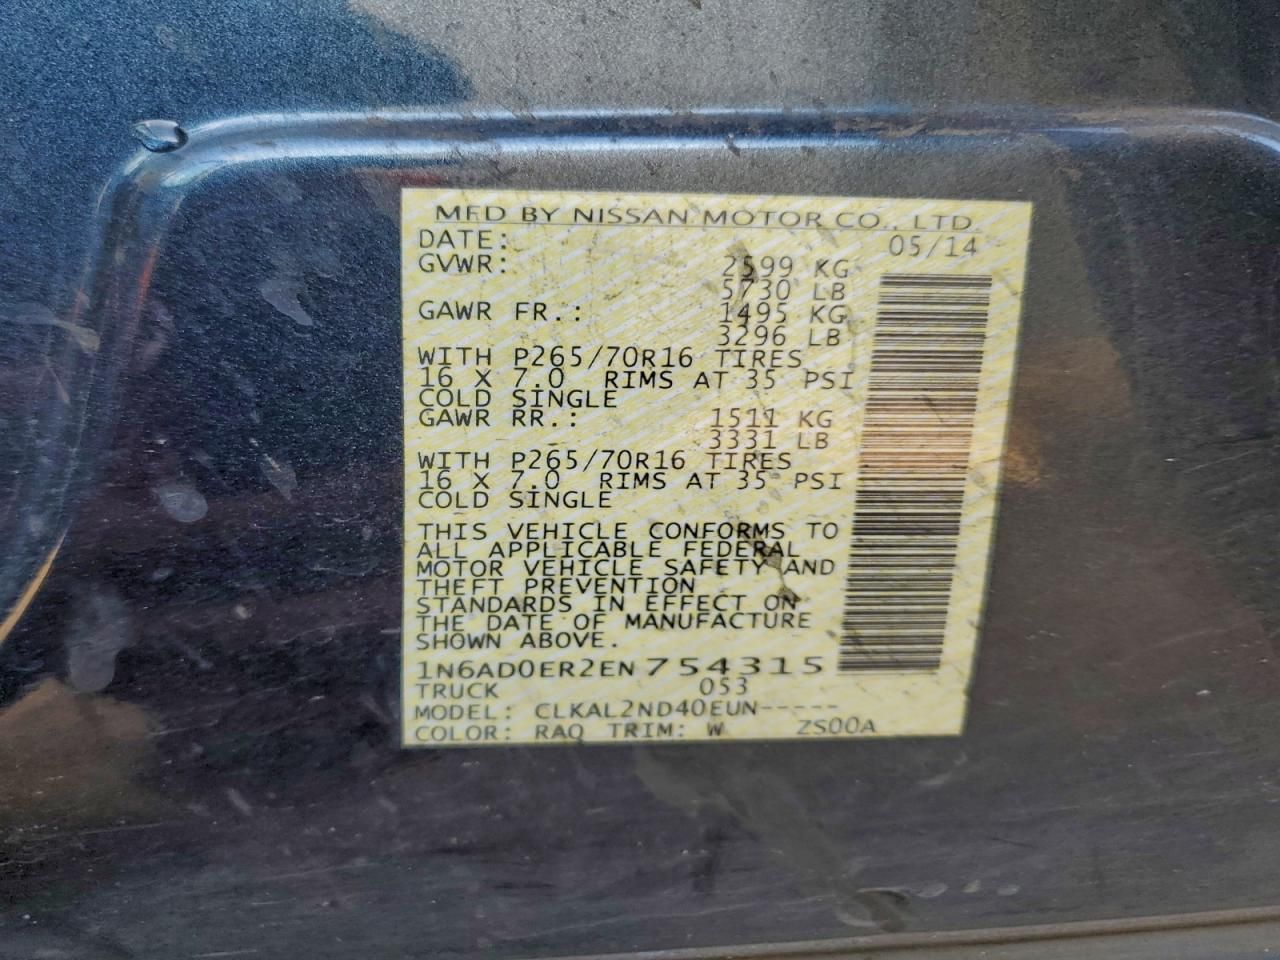 MFD BY NISSAN MOTOR CO., LTD.
DATE: 05/14
GVWR: 2599 KG
5730 LB
GAWR FR.: 1495 KG
3296 LB
WITH P265/70R16 TIRES
16 X 7.0 RIMS AT 35 PSI
COLD SINGLE
GAWR RR.: 1511 KG
3331 LB
WITH P265/70R16 TIRES
16 X 7.0 RIMS AT 35 PSI
COLD SINGLE
THIS VEHICLE CONFORMS TO
ALL APPLICABLE FEDERAL
MOTOR VEHICLE SAFETY AND
THEFT PREVENTION
STANDARDS IN EFFECT ON
THE DATE OF MANUFACTURE
SHOWN ABOVE.
1N6AD0ER2EN754315
TRUCK 053
MODEL: CLKAL2ND40EUN-----
COLOR: RAQ TRIM: W ZS00A